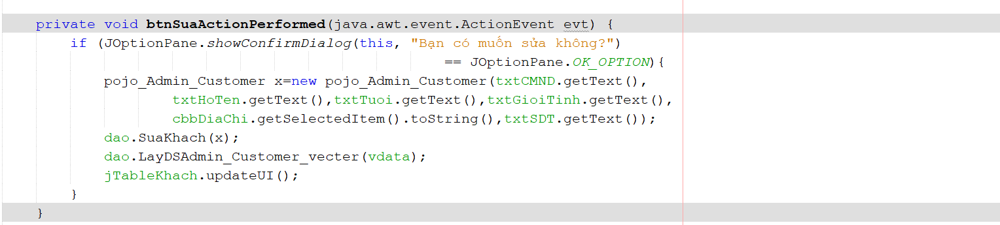 private void btnSuaActionPerformed(java.awt.event.ActionEvent evt) {
if (JOptionPane.showConfirmDialog(this, "Bạn có muốn sửa không?")
== JOptionPane.OK_OPTION){
pojo_Admin_Customer x=new pojo_Admin_Customer(txtCMND.getText(),
txtHoTen.getText(),txtTuoi.getText(),txtGioiTinh.getText(),
cbbDiaChi.getSelectedItem().toString(),txtSDT.getText());
dao.SuaKhach(x);
dao.LayDSAdmin_Customer_vecter(vdata);
jTableKhach.updateUI();
}
}